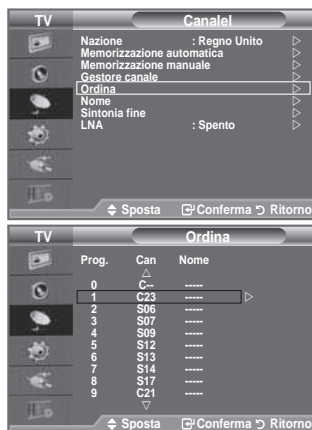 TV Canalel
Nazione : Regno Unito
Memorizzazione automatica
Memorizzazione manuale
Gestore canale
Ordina
Nome
Sintonia fine
LNA : Spento
Sposta Conferma Ritorno
TV Ordina
Prog. Can Nome
0 C-- -----
1 C23 -----
2 S06 -----
3 S07 -----
4 S09 -----
5 S12 -----
6 S13 -----
7 S14 -----
8 S17 -----
9 C21 -----
Sposta Conferma Ritorno